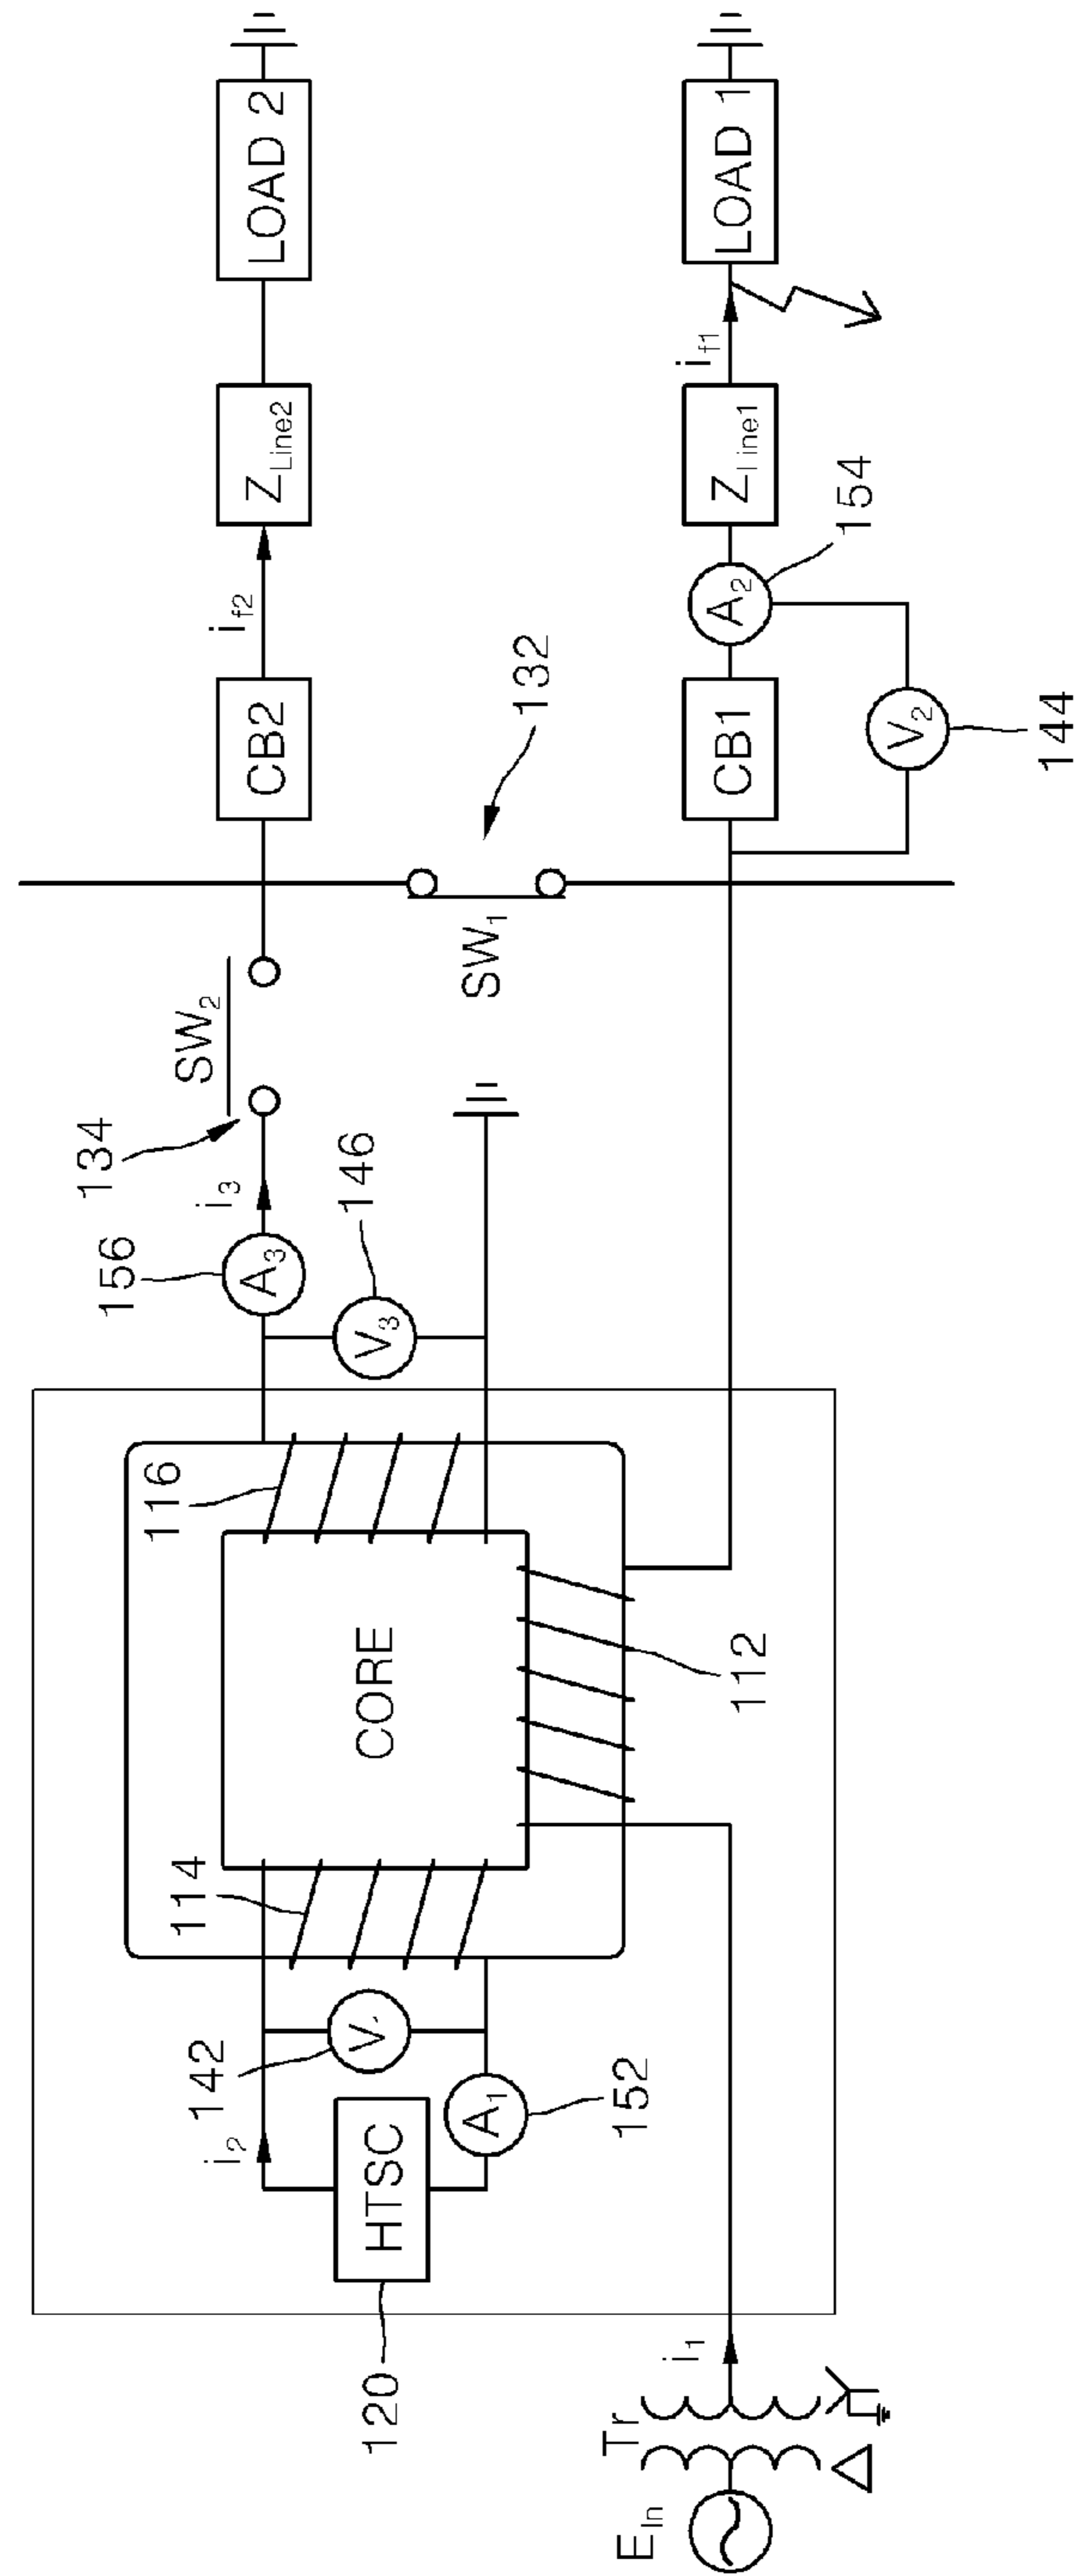 116
156
A₃
i₃
134
SW₂
CB2
i_f2
Z_Line2
LOAD 2
114
142
V
i₂
HTSC
120
A₁
152
CORE
V₃
146
SW₁
132
112
E_in
Tr
i₁
CB1
A₂
154
V₂
144
Z_Line1
i_f1
LOAD 1